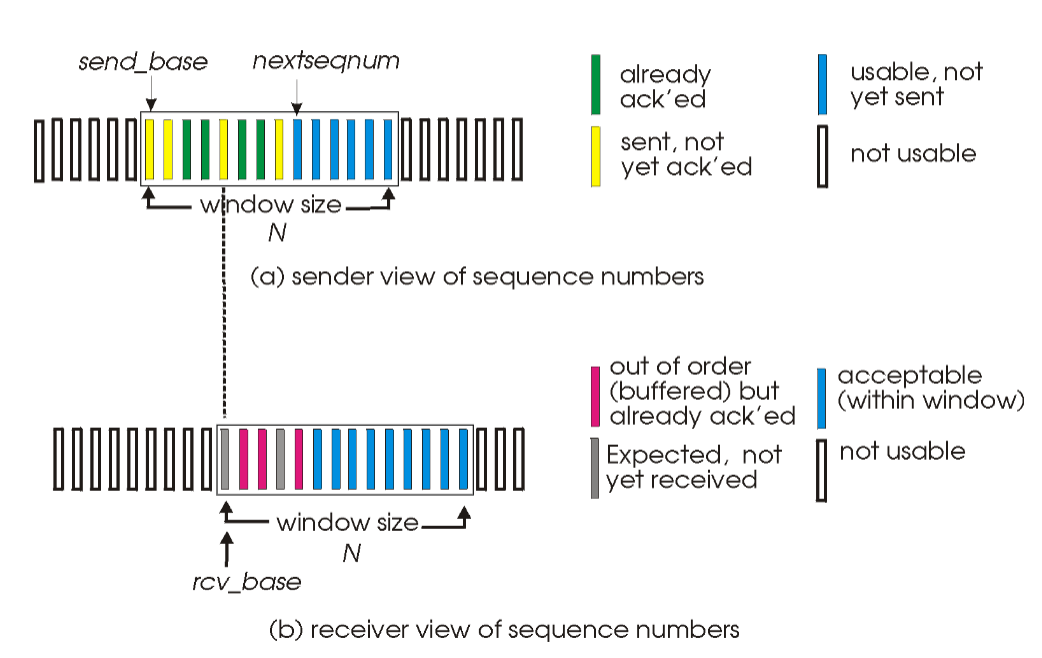 send_base
nextseqnum
already
ack'ed
usable, not
yet sent
sent, not
yet ack'ed
not usable
window size
N
(a) sender view of sequence numbers
out of order
(buffered) but
already ack'ed
acceptable
(within window)
Expected, not
yet received
not usable
window size
N
rcv_base
(b) receiver view of sequence numbers